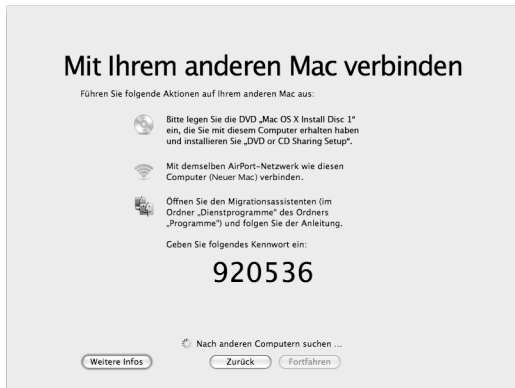 Mit Ihrem anderen Mac verbinden
Führen Sie folgende Aktionen auf Ihrem anderen Mac aus:
Bitte legen Sie die DVD „Mac OS X Install Disc 1“
ein, die Sie mit diesem Computer erhalten haben
und installieren Sie „DVD or CD Sharing Setup“.
Mit demselben AirPort-Netzwerk wie diesen
Computer (Neuer Mac) verbinden.
Öffnen Sie den Migrationsassistenten (im
Ordner „Dienstprogramme“ des Ordners
„Programme“) und folgen Sie der Anleitung.
Geben Sie folgendes Kennwort ein:
920536
Nach anderen Computern suchen ...
Weitere Infos
Zurück
Fortfahren